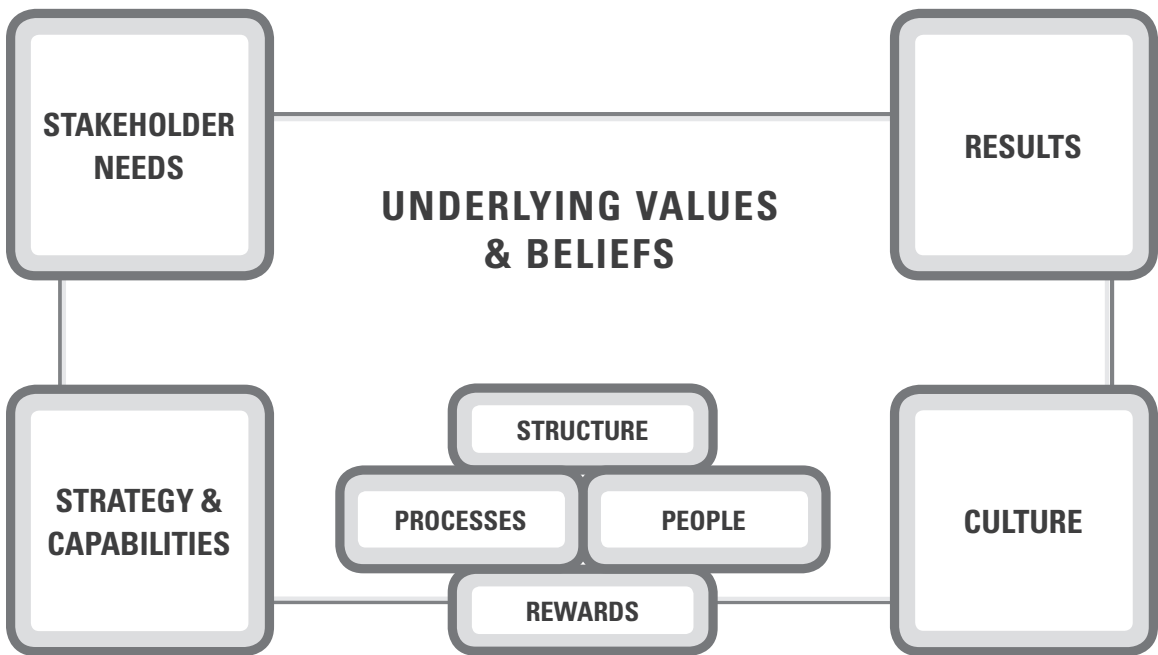 STAKEHOLDER
NEEDS
RESULTS
UNDERLYING VALUES
& BELIEFS
STRUCTURE
PROCESSES
PEOPLE
REWARDS
STRATEGY &
CAPABILITIES
CULTURE